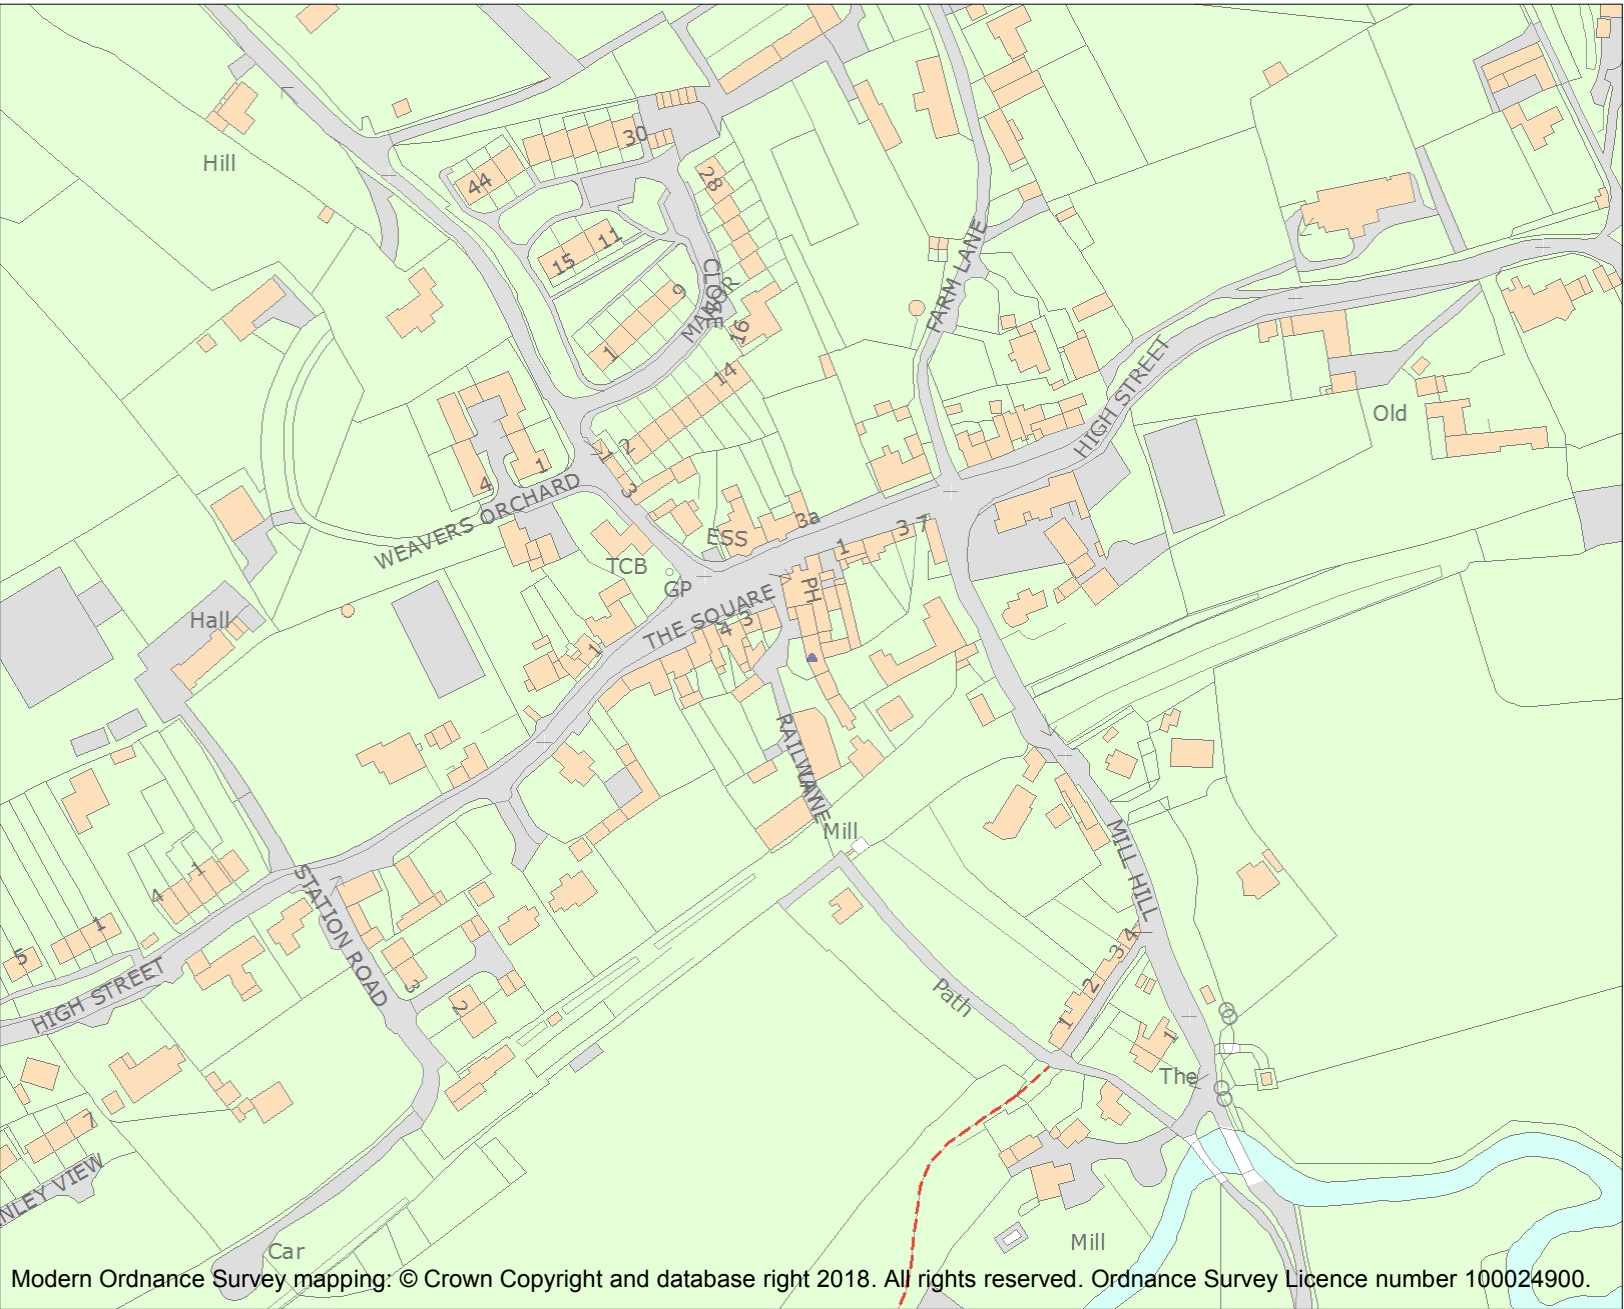 30
Hill
44
28
11
15
CLOSE
MANOR
9
16
1
14
FARM LANE
HIGH STREET
Old
1
2
3
4
1
WEAVERS ORCHARD
3a
3
7
ESS
1
TCB
GP
PH
THE SQUARE
4
3
Hall
1
RAILWAY
LANE
Mill
MILL HILL
1
4
STATION ROAD
1
5
HIGH STREET
3
2
Path
4
3
2
1
1
The
7
NLEY VIEW
Car
Mill
Modern Ordnance Survey mapping: © Crown Copyright and database right 2018. All rights reserved. Ordnance Survey Licence number 100024900.